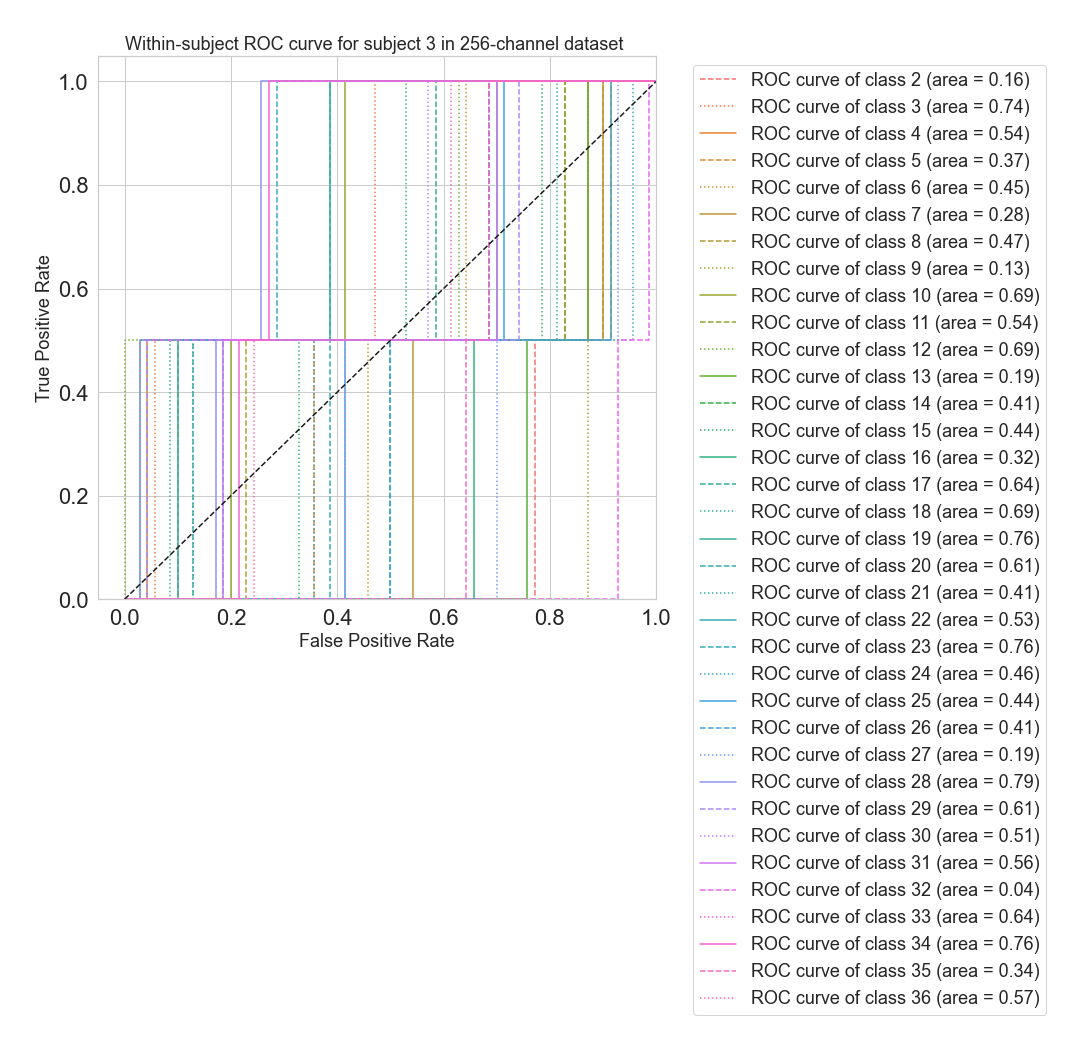 Within-subject ROC curve for subject 3 in 256-channel dataset
1.0
0.8
0.6
0.4
0.2
0.0
True Positive Rate
0.0 0.2 0.4 0.6 0.8 1.0
False Positive Rate
ROC curve of class 2 (area = 0.16)
ROC curve of class 3 (area = 0.74)
ROC curve of class 4 (area = 0.54)
ROC curve of class 5 (area = 0.37)
ROC curve of class 6 (area = 0.45)
ROC curve of class 7 (area = 0.28)
ROC curve of class 8 (area = 0.47)
ROC curve of class 9 (area = 0.13)
ROC curve of class 10 (area = 0.69)
ROC curve of class 11 (area = 0.54)
ROC curve of class 12 (area = 0.69)
ROC curve of class 13 (area = 0.19)
ROC curve of class 14 (area = 0.41)
ROC curve of class 15 (area = 0.44)
ROC curve of class 16 (area = 0.32)
ROC curve of class 17 (area = 0.64)
ROC curve of class 18 (area = 0.69)
ROC curve of class 19 (area = 0.76)
ROC curve of class 20 (area = 0.61)
ROC curve of class 21 (area = 0.41)
ROC curve of class 22 (area = 0.53)
ROC curve of class 23 (area = 0.76)
ROC curve of class 24 (area = 0.46)
ROC curve of class 25 (area = 0.44)
ROC curve of class 26 (area = 0.41)
ROC curve of class 27 (area = 0.19)
ROC curve of class 28 (area = 0.79)
ROC curve of class 29 (area = 0.61)
ROC curve of class 30 (area = 0.51)
ROC curve of class 31 (area = 0.56)
ROC curve of class 32 (area = 0.04)
ROC curve of class 33 (area = 0.64)
ROC curve of class 34 (area = 0.76)
ROC curve of class 35 (area = 0.34)
ROC curve of class 36 (area = 0.57)